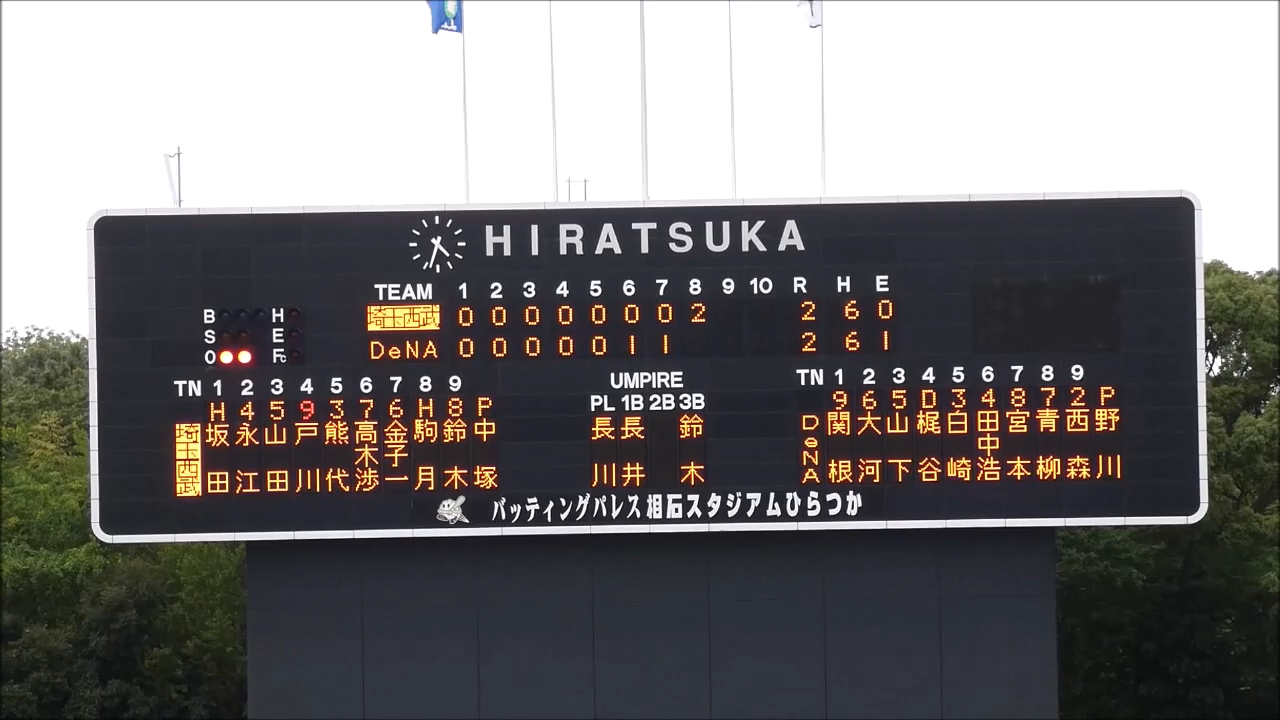 HIRATSUKA
TEAM 1 2 3 4 5 6 7 8 9 10 R H E
埼玉西武 0 0 0 0 0 0 0 2 2 6 0
DeNA 0 0 0 0 0 1 1 2 6 1
B H
S E
O Fc
TN 1 2 3 4 5 6 7 8 9
H 4 5 9 3 7 6 H 8 P
埼玉西武 坂田 永江 山田 戸川 熊代 高木渉 金子一 駒月 鈴木 中塚
UMPIRE
PL 1B 2B 3B
長川 長井 鈴木
TN 1 2 3 4 5 6 7 8 9
9 6 5 D 3 4 8 7 2 P
DeNA 関根 大河 山下 梶谷 白崎 田中浩 宮本 青柳 西森 野川
バッティングパレス相石スタジアムひらつか